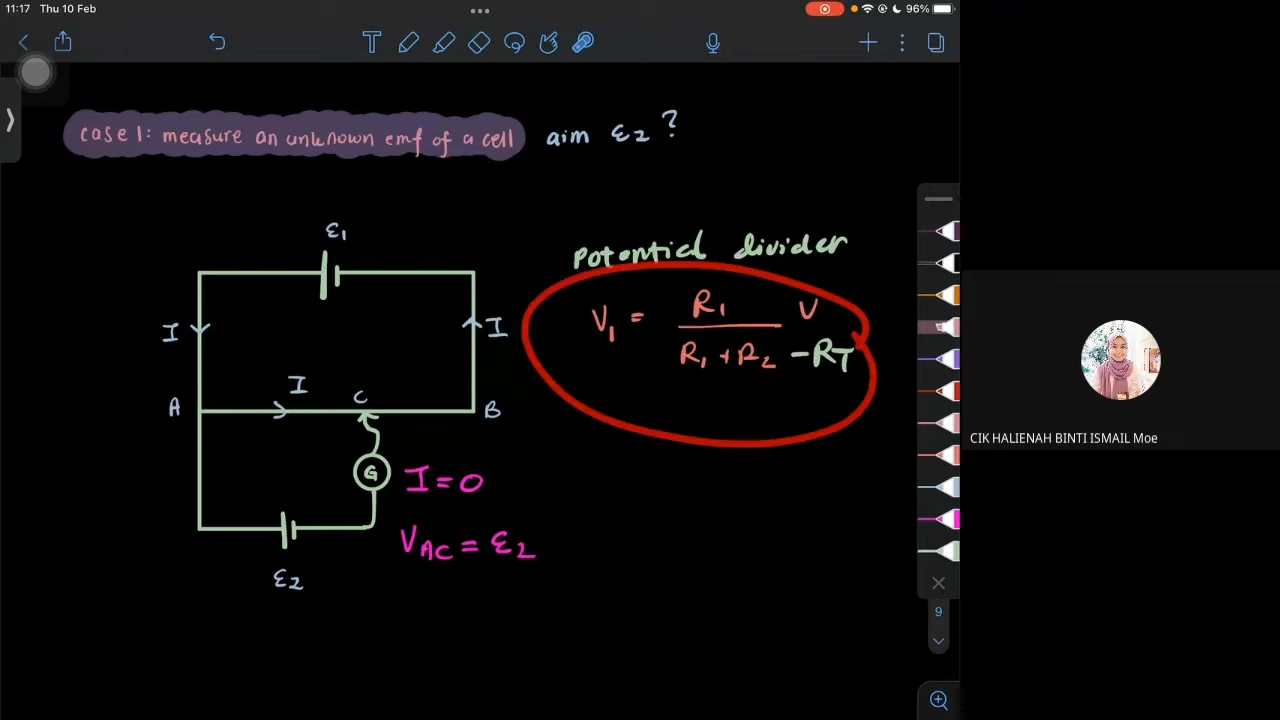 11:17 Thu 10 Feb
96%
T
case 1: measure an unknown emf of a cell aim ε2 ?
ε1
Potential divider
I
I
V1 = R1 / R1 + R2 V
- RT
I
A
C
B
G
I = 0
VAC = ε2
ε2
9
CIK HALIENAH BINTI ISMAIL Moe